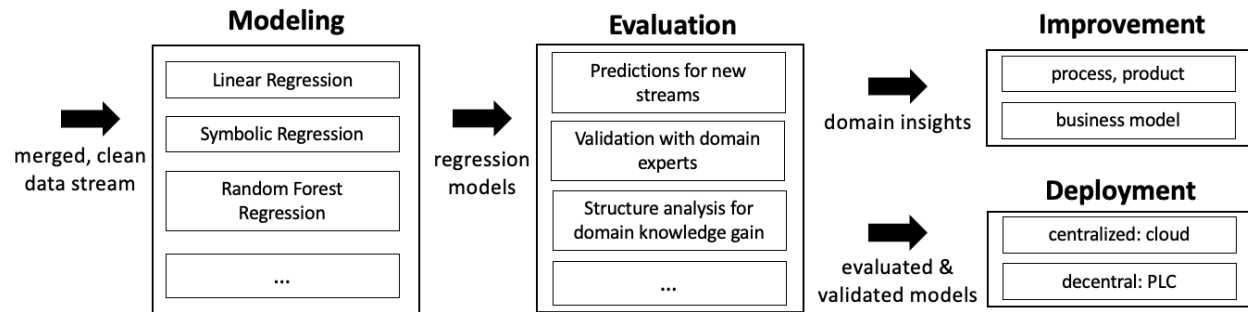 Modeling
Linear Regression
Symbolic Regression
Random Forest
Regression
...
merged, clean
data stream
Evaluation
Predictions for new
streams
Validation with domain
experts
Structure analysis for
domain knowledge gain
...
regression
models
Improvement
process, product
business model
domain insights
Deployment
centralized: cloud
decentral: PLC
evaluated &
validated models